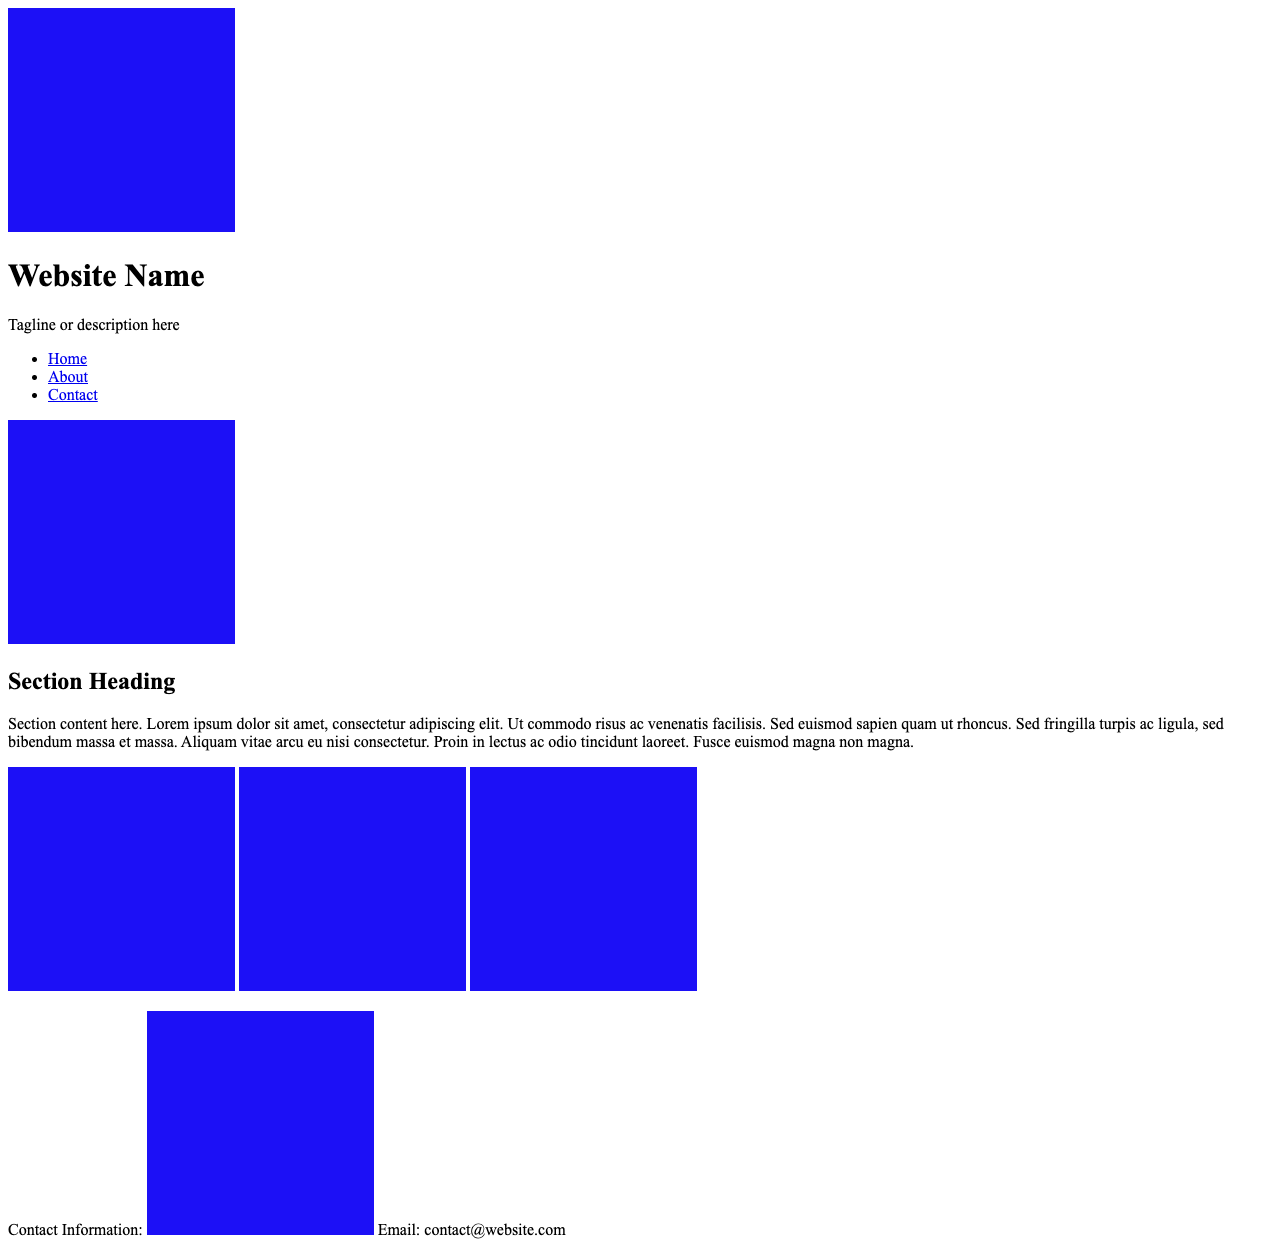 Website Name
Tagline or description here
Home
About
Contact
Section Heading
Section content here. Lorem ipsum dolor sit amet, consectetur adipiscing elit. Ut commodo risus ac venenatis facilisis. Sed euismod sapien quam ut rhoncus. Sed fringilla turpis ac ligula, sed
bibendum massa et massa. Aliquam vitae arcu eu nisi consectetur. Proin in lectus ac odio tincidunt laoreet. Fusce euismod magna non magna.
Contact Information: Email: contact@website.com